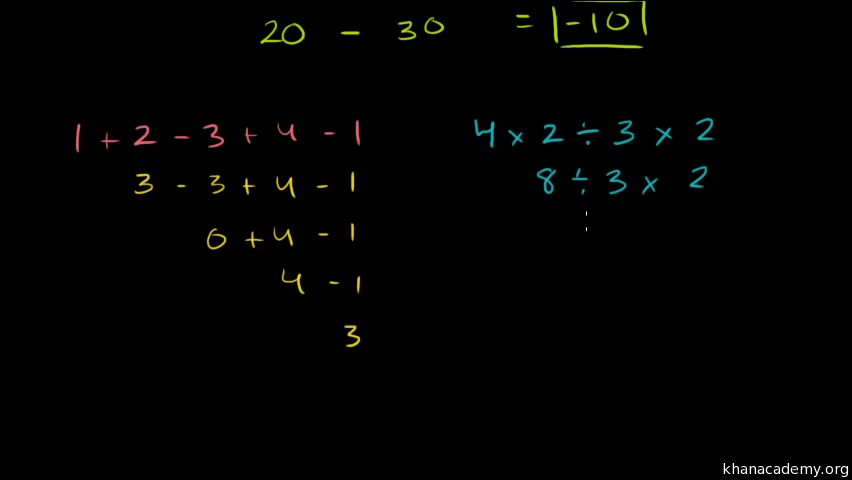 20 - 30 = |-10|
1 + 2 - 3 + 4 - 1
3 - 3 + 4 - 1
0 + 4 - 1
4 - 1
3
4 × 2 ÷ 3 × 2
8 ÷ 3 × 2
khanacademy.org